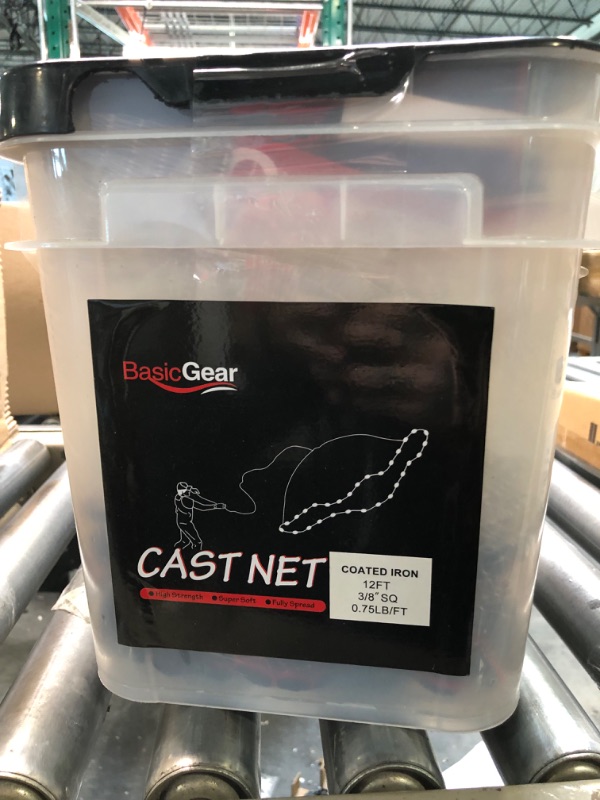 BasicGear
CAST NET
High Strength Super Soft Fully Spread
COATED IRON
12FT
3/8"SQ
0.75LB/FT